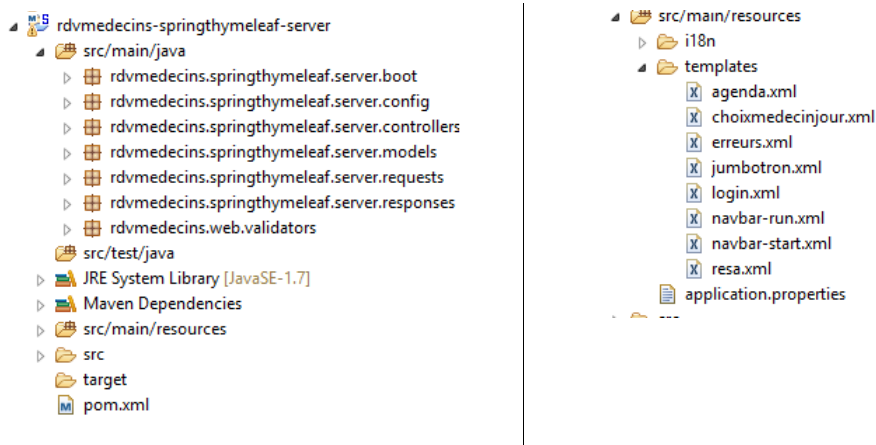 rdvmedecins-springthymeleaf-server
src/main/java
rdvmedecins.springthymeleaf.server.boot
rdvmedecins.springthymeleaf.server.config
rdvmedecins.springthymeleaf.server.controllers
rdvmedecins.springthymeleaf.server.models
rdvmedecins.springthymeleaf.server.requests
rdvmedecins.springthymeleaf.server.responses
rdvmedecins.web.validators
src/test/java
JRE System Library [JavaSE-1.7]
Maven Dependencies
src/main/resources
src
target
pom.xml
src/main/resources
i18n
templates
agenda.xml
choixmedecinjour.xml
erreurs.xml
jumbotron.xml
login.xml
navbar-run.xml
navbar-start.xml
resa.xml
application.properties